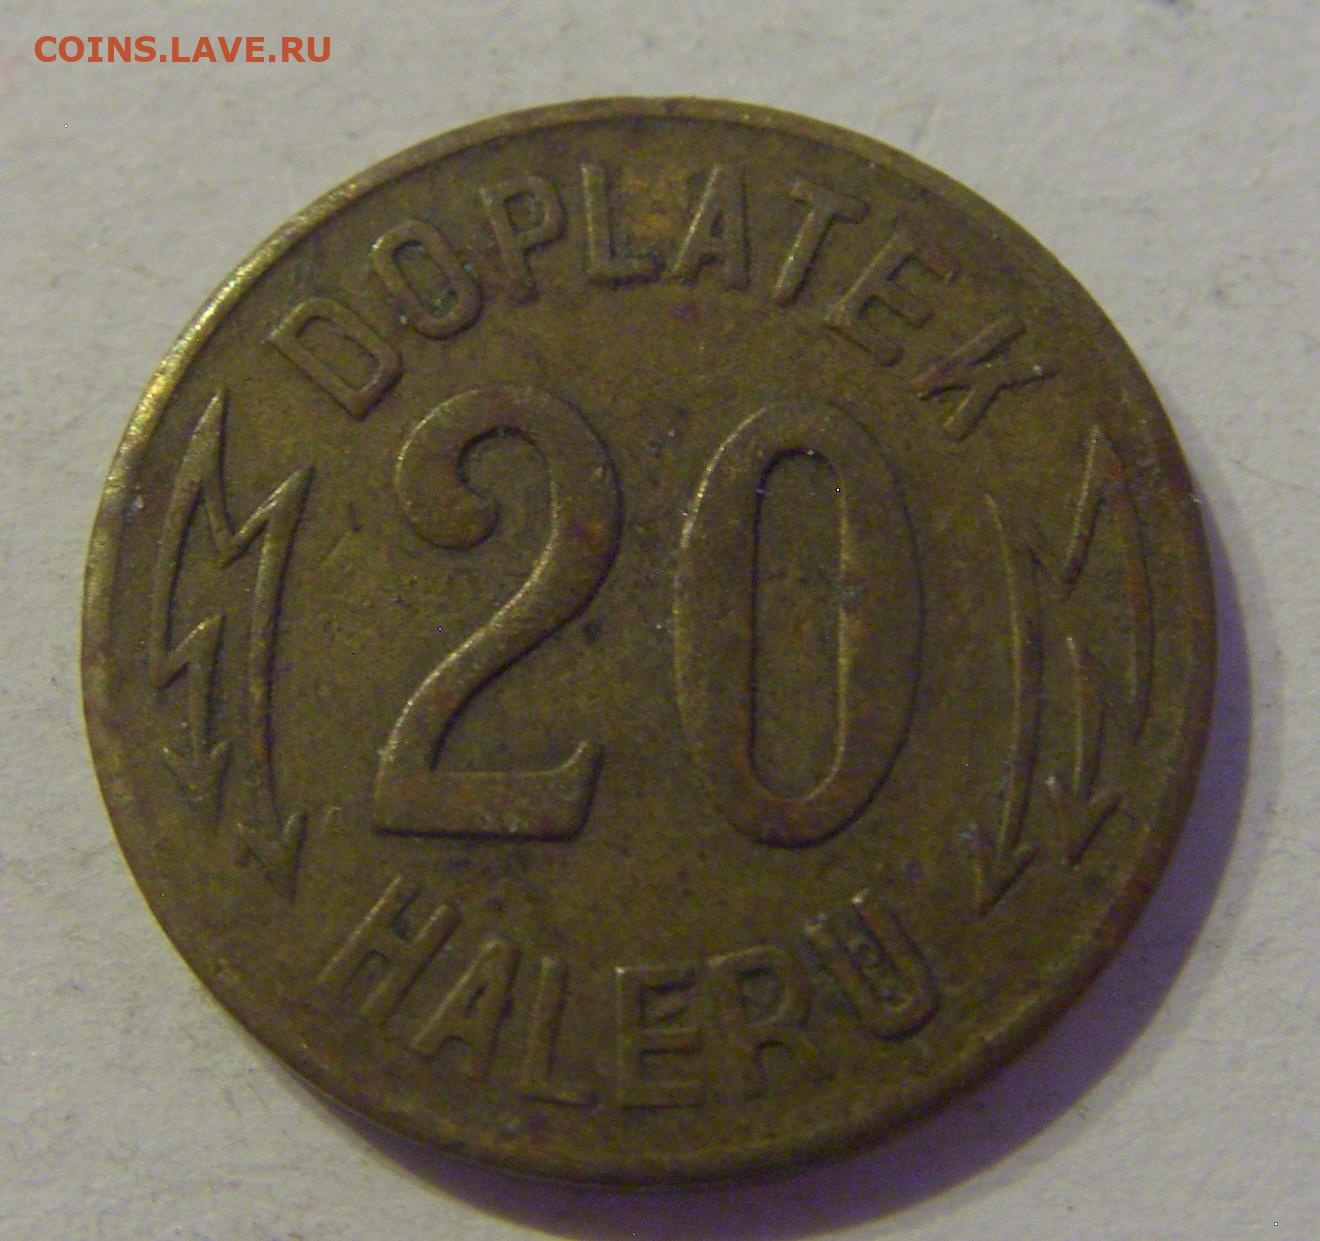 COINS.LAVE.RU
DOPLATEK
20
HALERU